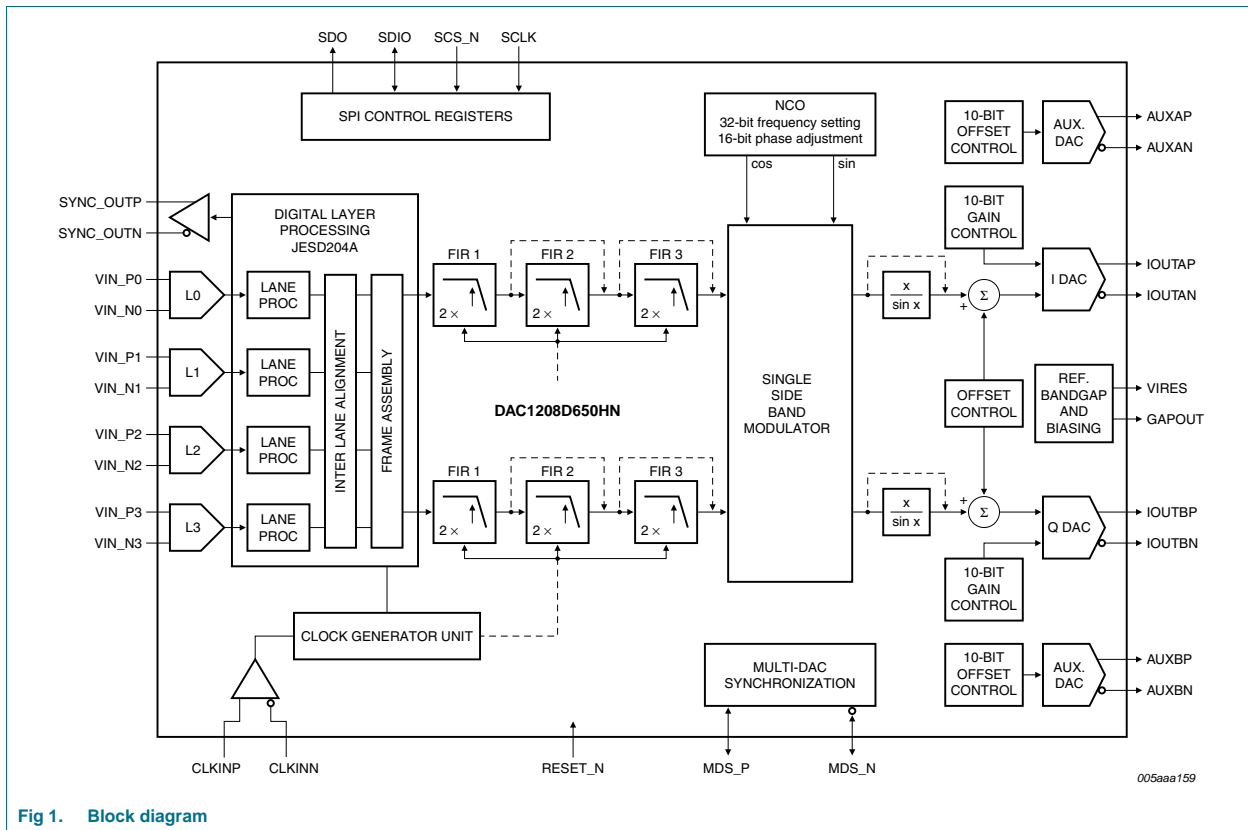 SDO SDIO SCS_N SCLK
SPI CONTROL REGISTERS
NCO
32-bit frequency setting
16-bit phase adjustment
cos sin
10-BIT
OFFSET
CONTROL
AUX.
DAC
AUXAP
AUXAN
SYNC_OUTP
SYNC_OUTN
DIGITAL LAYER
PROCESSING
JESD204A
10-BIT
GAIN
CONTROL
VIN_P0
VIN_N0
L0
LANE
PROC
VIN_P1
VIN_N1
L1
LANE
PROC
VIN_P2
VIN_N2
L2
LANE
PROC
VIN_P3
VIN_N3
L3
LANE
PROC
INTER LANE ALIGNMENT
FRAME ASSEMBLY
FIR 1 FIR 2 FIR 3
2 × 2 × 2 ×
DAC1208D650HN
FIR 1 FIR 2 FIR 3
2 × 2 × 2 ×
SINGLE
SIDE
BAND
MODULATOR
x
sin x
+
Σ
I DAC
IOUTAP
IOUTAN
OFFSET
CONTROL
REF.
BANDGAP
AND
BIASING
VIRES
GAPOUT
x
sin x
+
Σ
Q DAC
IOUTBP
IOUTBN
10-BIT
GAIN
CONTROL
CLOCK GENERATOR UNIT
MULTI-DAC
SYNCHRONIZATION
10-BIT
OFFSET
CONTROL
AUX.
DAC
AUXBP
AUXBN
CLKINP CLKINN RESET_N MDS_P MDS_N
005aaa159
Fig 1. Block diagram